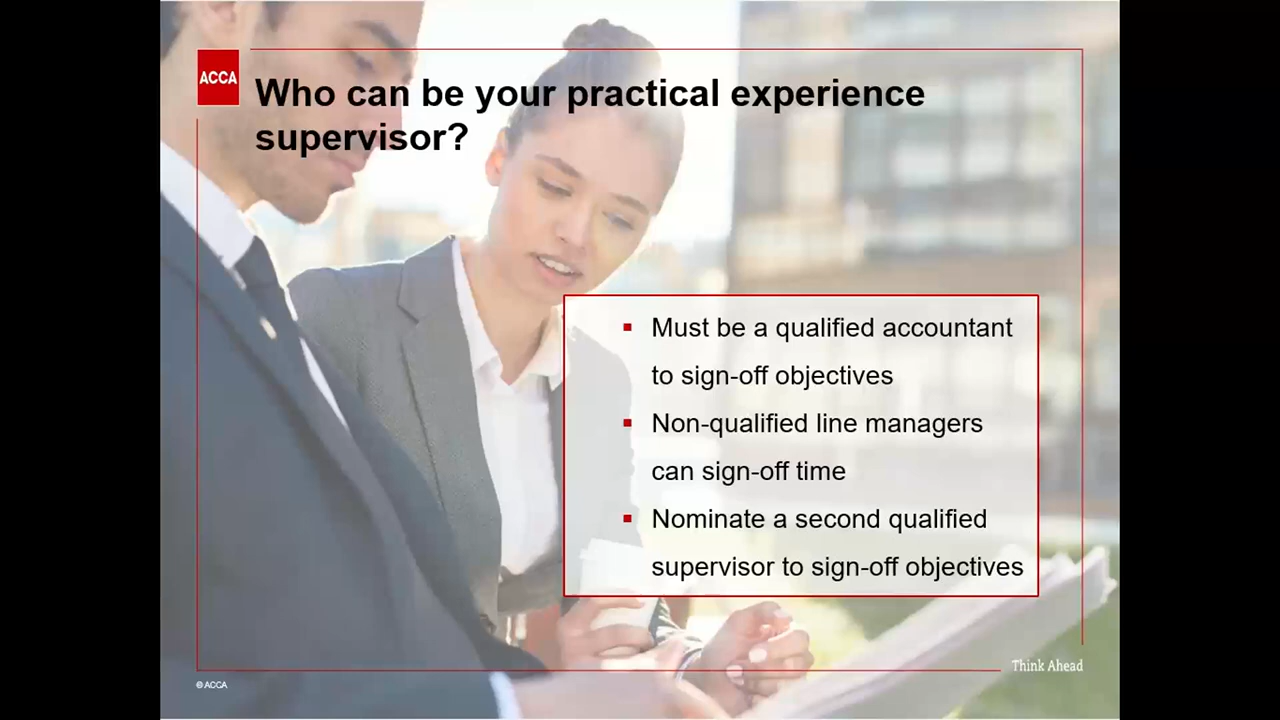 ACCA
Who can be your practical experience
supervisor?
▪ Must be a qualified accountant
to sign-off objectives
▪ Non-qualified line managers
can sign-off time
▪ Nominate a second qualified
supervisor to sign-off objectives
Think Ahead
© ACCA